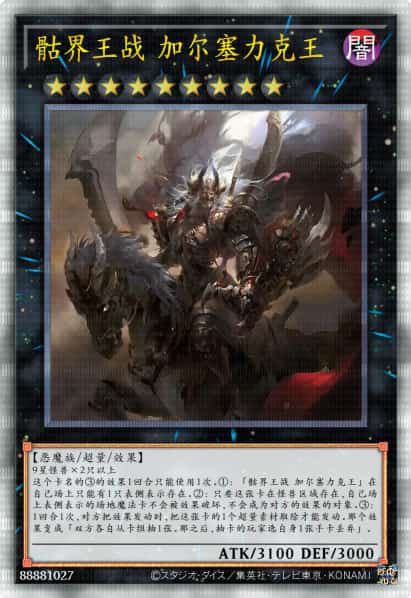 骷界王战 加尔塞力克王
闇
【恶魔族/超量/效果】
9星怪兽×2只以上
这个卡名的③的效果1回合只能使用1次。①:「骷界王战 加尔塞力克王」在
自己场上只能有1只表侧表示存在。②:只要这张卡在怪兽区域存在,自己场
上表侧表示的场地魔法卡不会被效果破坏,不会成为对方的效果的对象。③:
1回合1次,对方把效果发动时,把这张卡的1个超量素材取除才能发动。那个效
果变成「双方各自从卡组抽1张。那之后,抽卡的玩家选自身1张手卡丢弃」。
ATK/3100 DEF/3000
88881027
©スタジオ・ダイス/集英社・テレビ東京・KONAMI